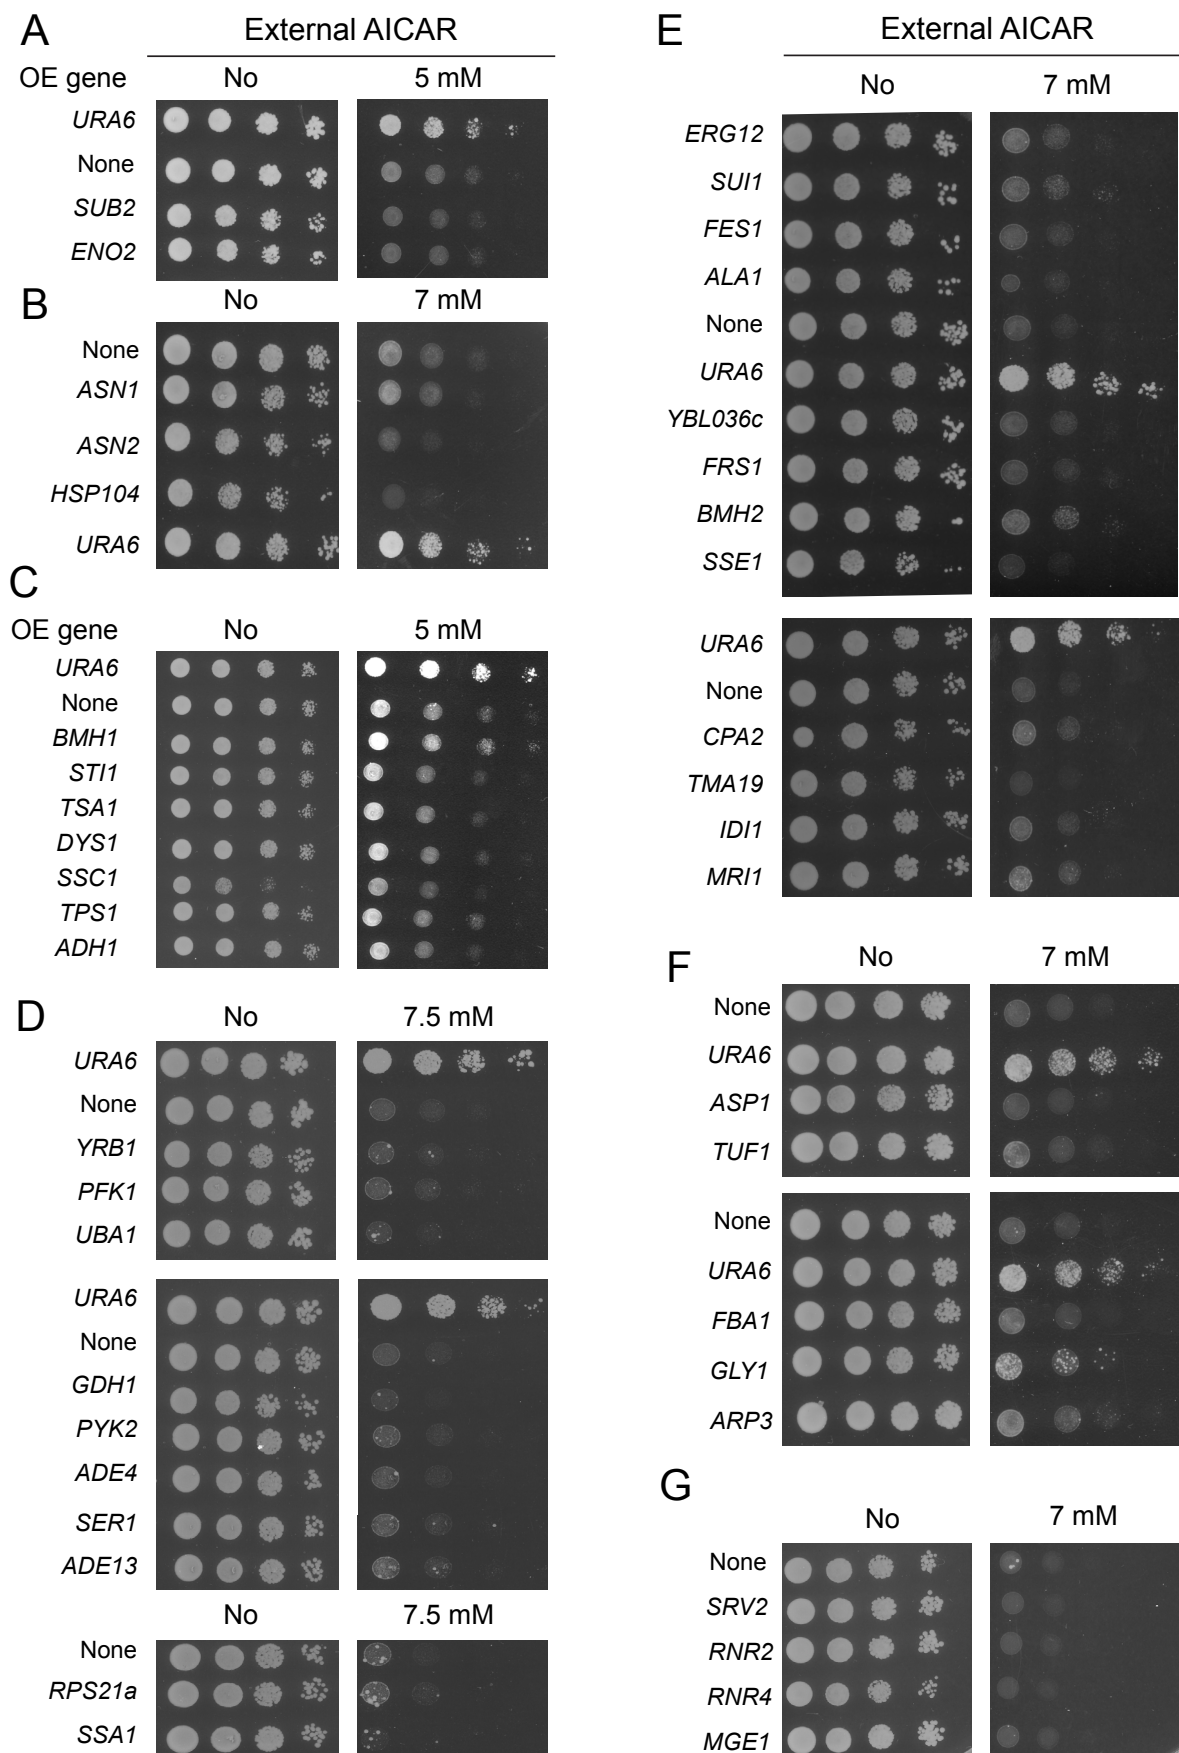 A
External AICAR
OE gene
No
5 mM
URA6
None
SUB2
ENO2
B
No
7 mM
None
ASN1
ASN2
HSP104
URA6
C
OE gene
No
5 mM
URA6
None
BMH1
STI1
TSA1
DYS1
SSC1
TPS1
ADH1
D
No
7.5 mM
URA6
None
YRB1
PFK1
UBA1
URA6
None
GDH1
PYK2
ADE4
SER1
ADE13
No
7.5 mM
None
RPS21a
SSA1
E
External AICAR
No
7 mM
ERG12
SUI1
FES1
ALA1
None
URA6
YBL036c
FRS1
BMH2
SSE1
URA6
None
CPA2
TMA19
IDI1
MRI1
F
No
7 mM
None
URA6
ASP1
TUF1
None
URA6
FBA1
GLY1
ARP3
G
No
7 mM
None
SRV2
RNR2
RNR4
MGE1